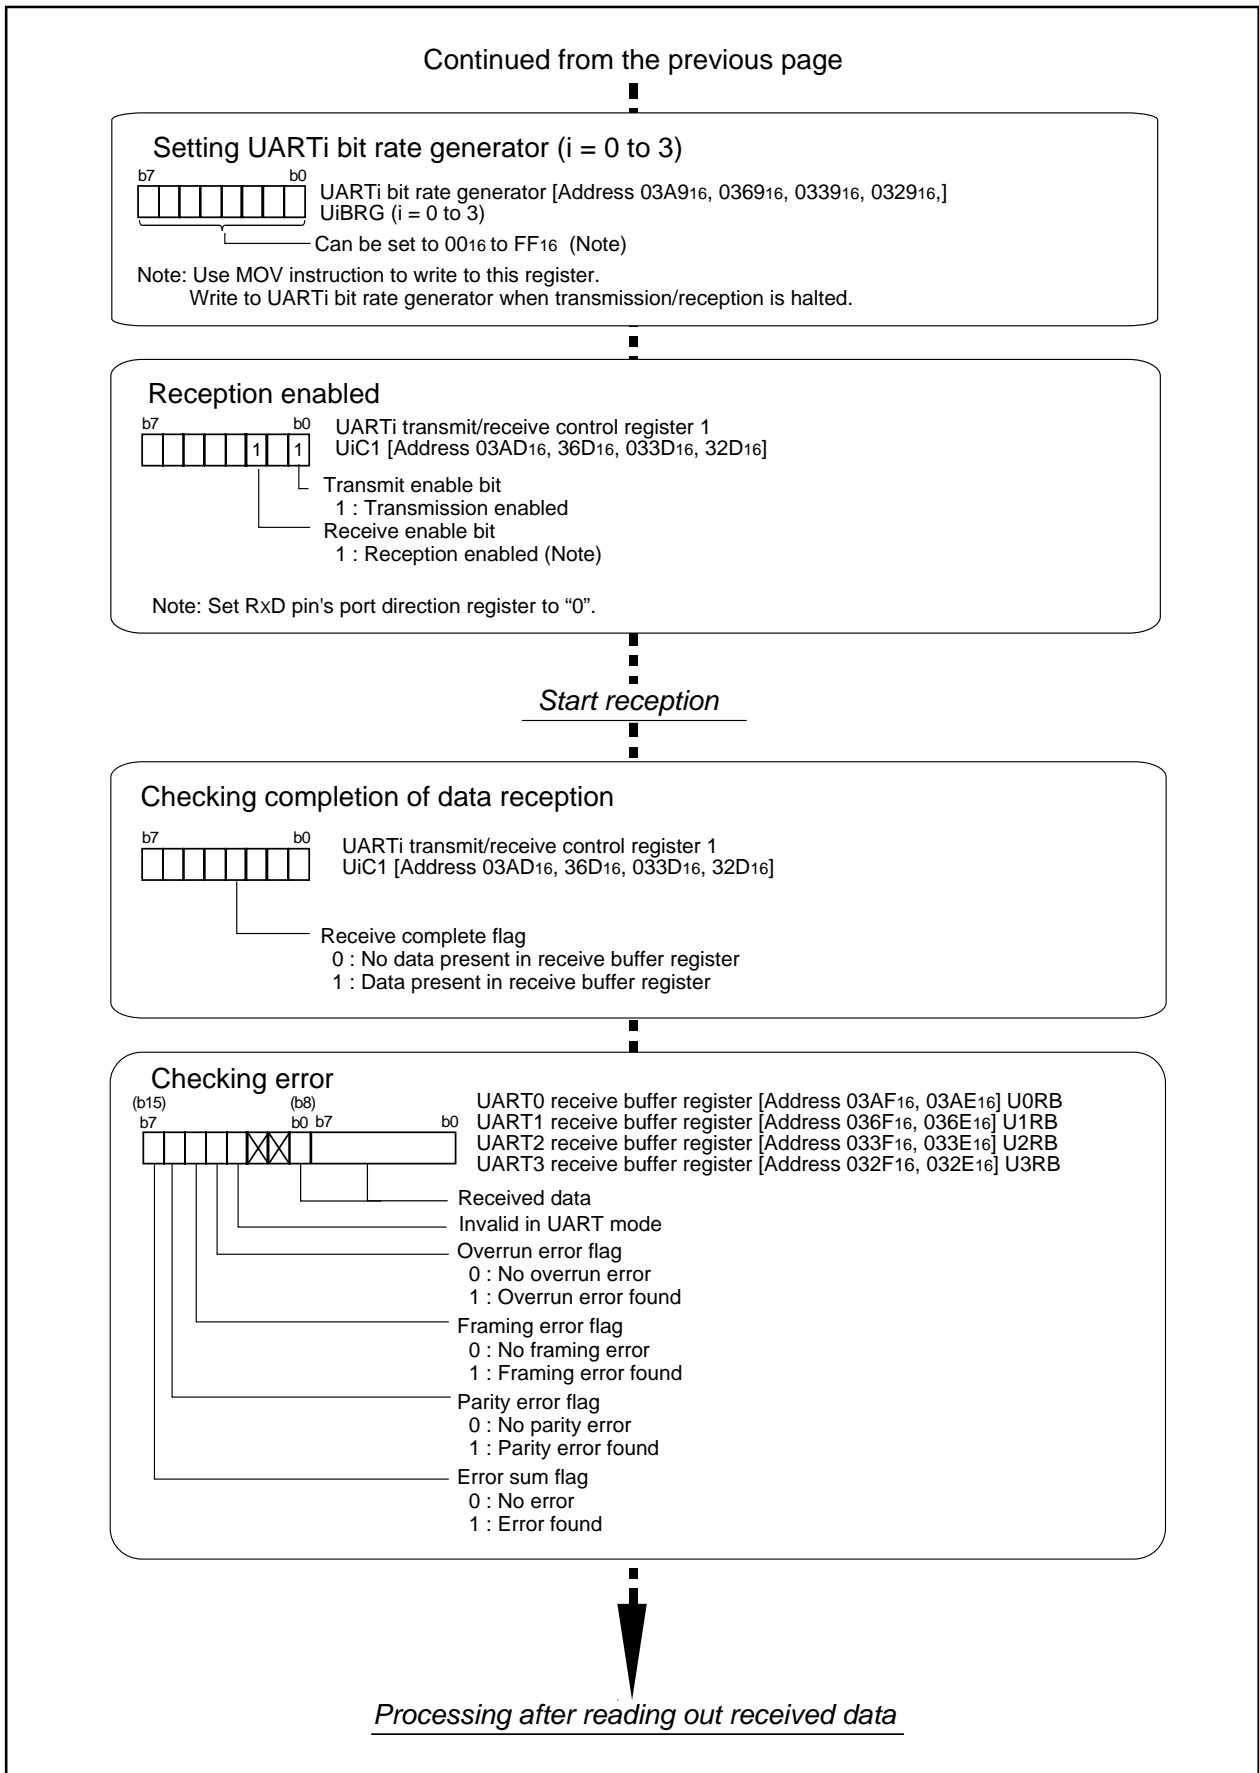 Continued from the previous page
Setting UARTi bit rate generator (i = 0 to 3)
b7 b0
UARTi bit rate generator [Address 03A916, 036916, 033916, 032916,]
UiBRG (i = 0 to 3)
Can be set to 0016 to FF16 (Note)
Note: Use MOV instruction to write to this register.
Write to UARTi bit rate generator when transmission/reception is halted.
Reception enabled
b7 b0
UARTi transmit/receive control register 1
1 1
UiC1 [Address 03AD16, 36D16, 033D16, 32D16]
Transmit enable bit
1 : Transmission enabled
Receive enable bit
1 : Reception enabled (Note)
Note: Set RxD pin's port direction register to “0”.
Start reception
Checking completion of data reception
b7 b0
UARTi transmit/receive control register 1
UiC1 [Address 03AD16, 36D16, 033D16, 32D16]
Receive complete flag
0 : No data present in receive buffer register
1 : Data present in receive buffer register
Checking error
(b15) (b8)
b7 b0 b7 b0
UART0 receive buffer register [Address 03AF16, 03AE16] U0RB
UART1 receive buffer register [Address 036F16, 036E16] U1RB
UART2 receive buffer register [Address 033F16, 033E16] U2RB
UART3 receive buffer register [Address 032F16, 032E16] U3RB
Received data
Invalid in UART mode
Overrun error flag
0 : No overrun error
1 : Overrun error found
Framing error flag
0 : No framing error
1 : Framing error found
Parity error flag
0 : No parity error
1 : Parity error found
Error sum flag
0 : No error
1 : Error found
Processing after reading out received data